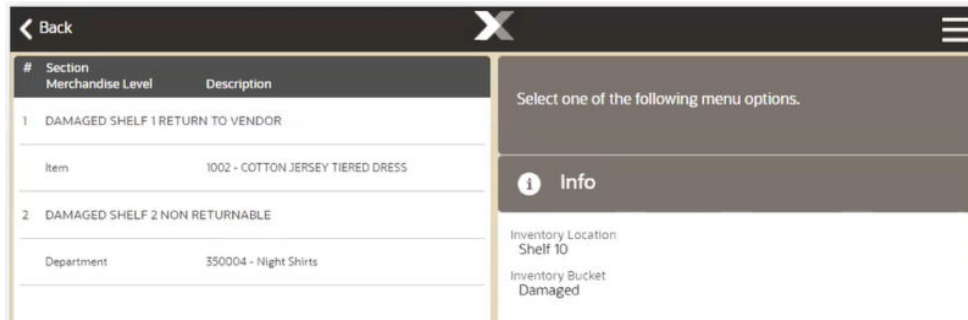 Back
# Section
Merchandise Level Description
1 DAMAGED SHELF 1 RETURN TO VENDOR
Item 1002 - COTTON JERSEY TIERED DRESS
2 DAMAGED SHELF 2 NON RETURNABLE
Department 350004 - Night Shirts
Select one of the following menu options.
Info
Inventory Location
Shelf 10
Inventory Bucket
Damaged